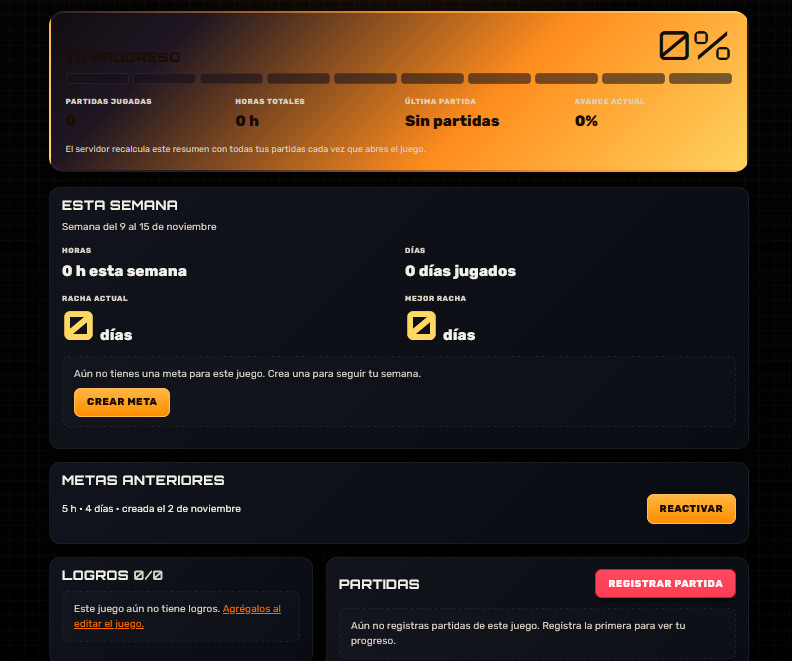 TU PROGRESO
0%
PARTIDAS JUGADAS
HORAS TOTALES
ÚLTIMA PARTIDA
AVANCE ACTUAL
0
0 h
Sin partidas
0%
El servidor recalcula este resumen con todas tus partidas cada vez que abres el juego.
ESTA SEMANA
Semana del 9 al 15 de noviembre
HORAS
DÍAS
0 h esta semana
0 días jugados
RACHA ACTUAL
MEJOR RACHA
0 días
0 días
Aún no tienes una meta para este juego. Crea una para seguir tu semana.
CREAR META
METAS ANTERIORES
5 h • 4 días • creada el 2 de noviembre
REACTIVAR
LOGROS 0/0
Este juego aún no tiene logros. Agrégalos al
editar el juego.
PARTIDAS
REGISTRAR PARTIDA
Aún no registras partidas de este juego. Registra la primera para ver tu
progreso.